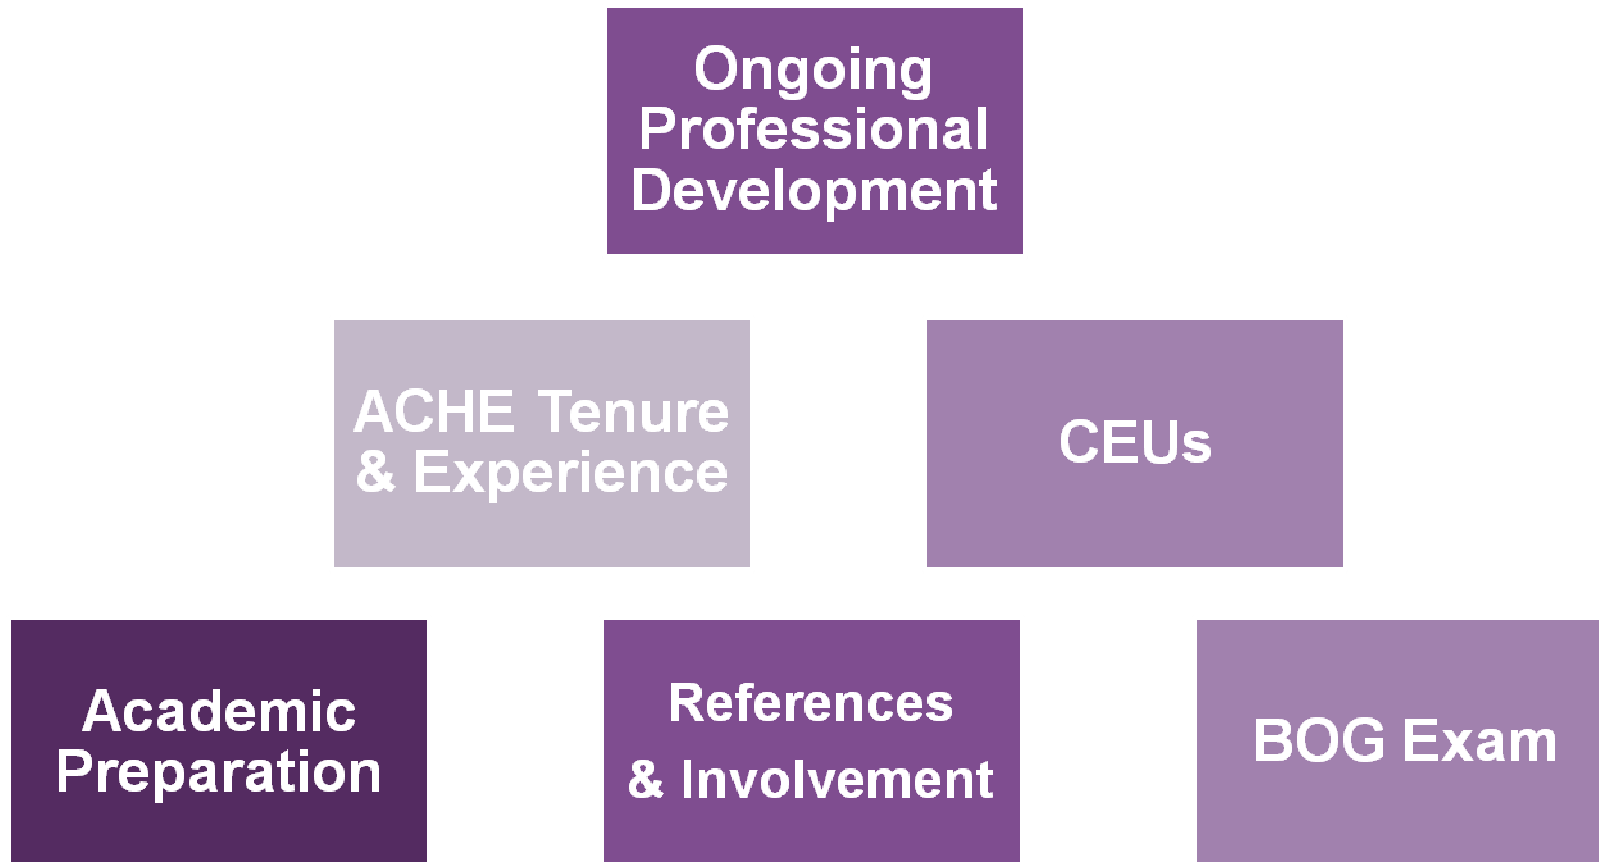 Ongoing
Professional
Development
ACHE Tenure
& Experience
CEUs
Academic
Preparation
References
& Involvement
BOG Exam